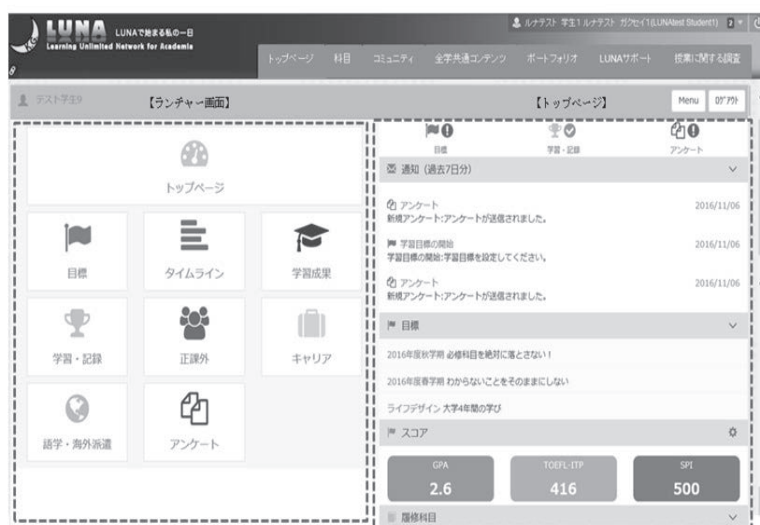 LUNA LUNAで始まる私の一日
Learning Unlimited Network for Academia
ルナテスト 学生1 ルナテスト ガクセイ1(LUNAtest Student1) 2
トップページ 科目 コミュニティ 全学共通コンテンツ ポートフォリオ LUNAサポート 授業に関する調査
テスト学生9 【ランチャー画面】 【トップページ】 Menu ログアウト
トップページ
目標 タイムライン 学習成果
学習・記録 正課外 キャリア
語学・海外派遣 アンケート
目標 学習・記録 アンケート
通知（過去7日分）
アンケート 2016/11/06
新規アンケート:アンケートが送信されました。
学習目標の開始 2016/11/06
学習目標の開始:学習目標を設定してください。
アンケート 2016/11/06
新規アンケート:アンケートが送信されました。
目標
2016年度秋学期 必修科目を絶対に落とさない！
2016年度春学期 わからないことをそのままにしない
ライフデザイン 大学4年間の学び
スコア
GPA TOEFL-ITP SPI
2.6 416 500
履修科目